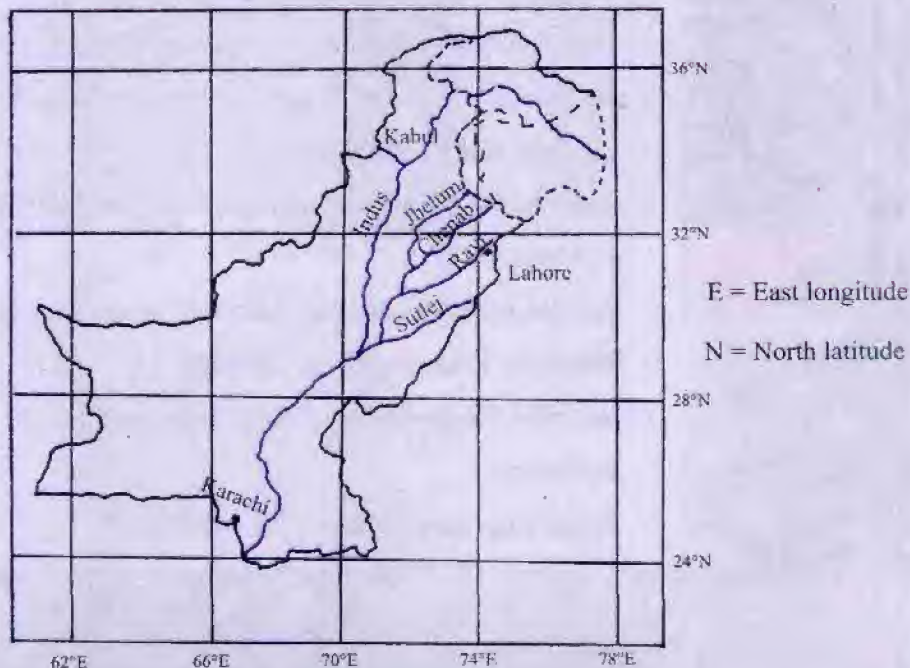 36°N
Kabul
Indus
Jhelum
henab
Ravi
32°N
Lahore
E = East longitude
Sutlej
N = North latitude
28°N
Karachi
24°N
62°E 66°E 70°E 74°E 78°E